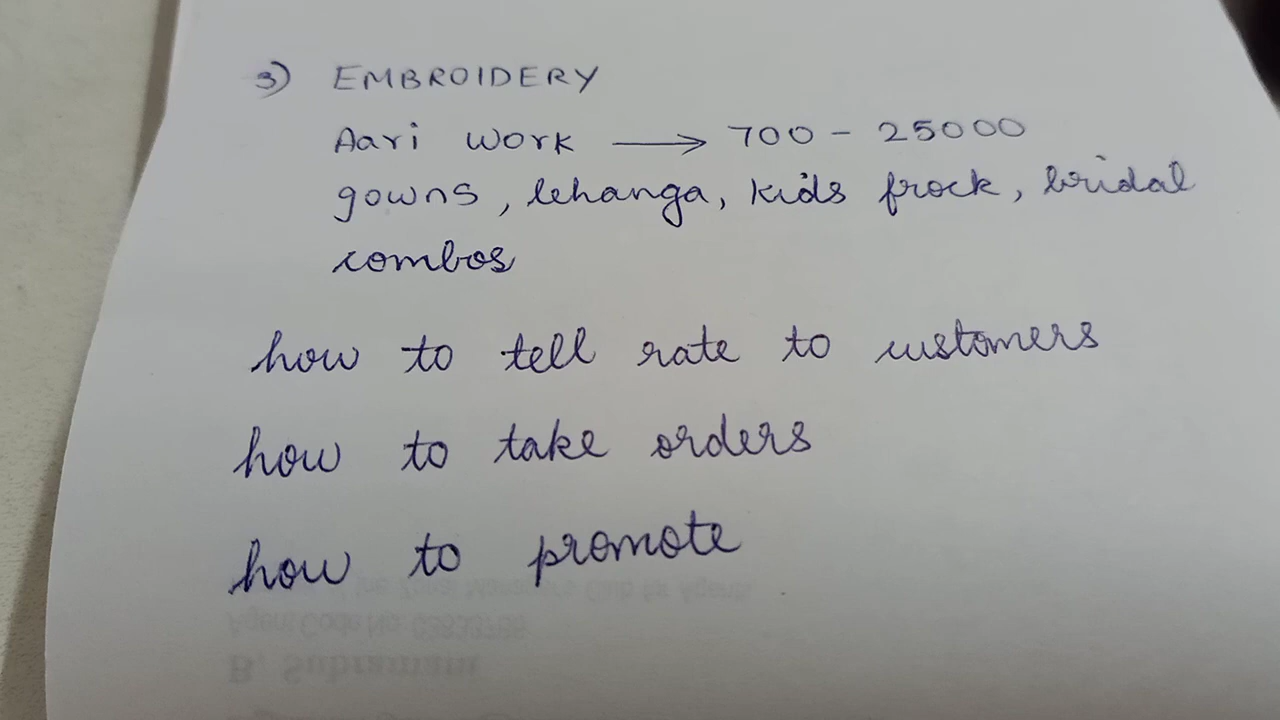 3) EMBROIDERY
Aari work → 700 - 25000
gowns, lehanga, kids frock, bridal
combos
how to tell rate to customers
how to take orders
how to promote